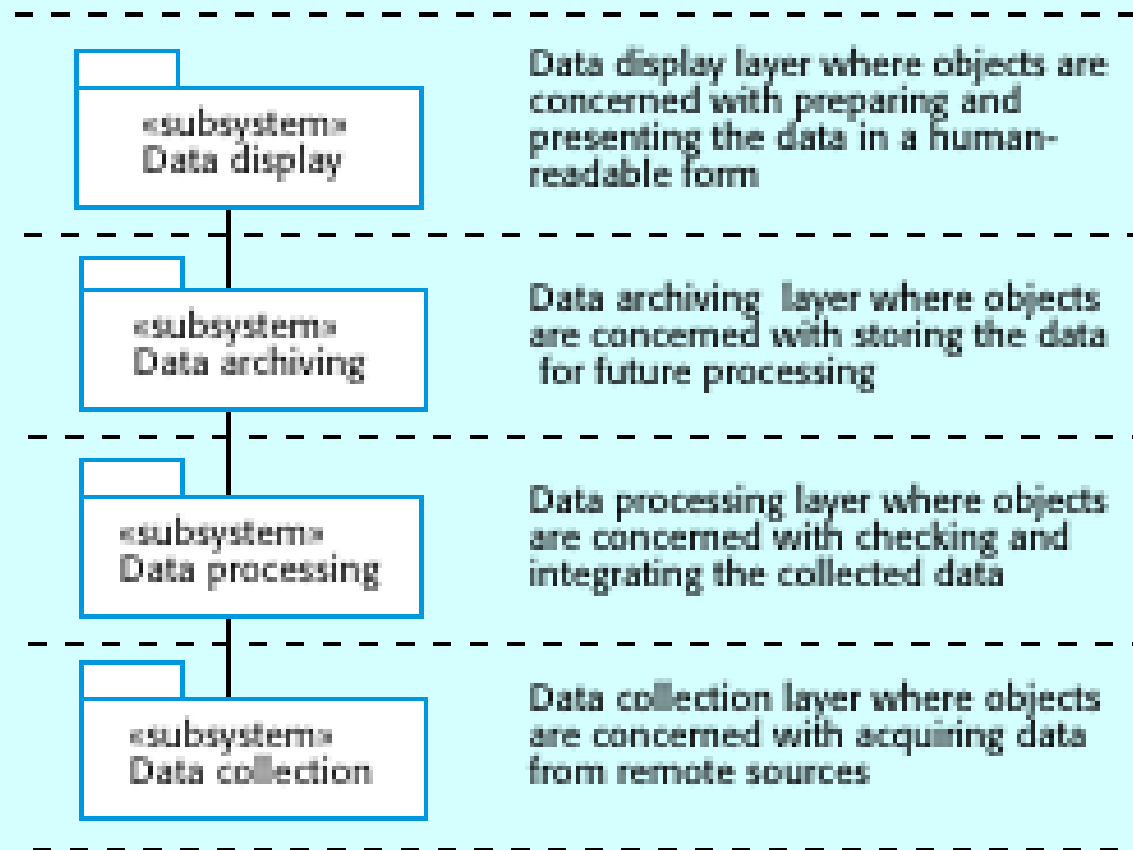 «subsystem»
Data display
Data display layer where objects are
concerned with preparing and
presenting the data in a human-
readable form
«subsystem»
Data archiving
Data archiving layer where objects
are concerned with storing the data
for future processing
«subsystem»
Data processing
Data processing layer where objects
are concerned with checking and
integrating the collected data
«subsystem»
Data collection
Data collection layer where objects
are concerned with acquiring data
from remote sources